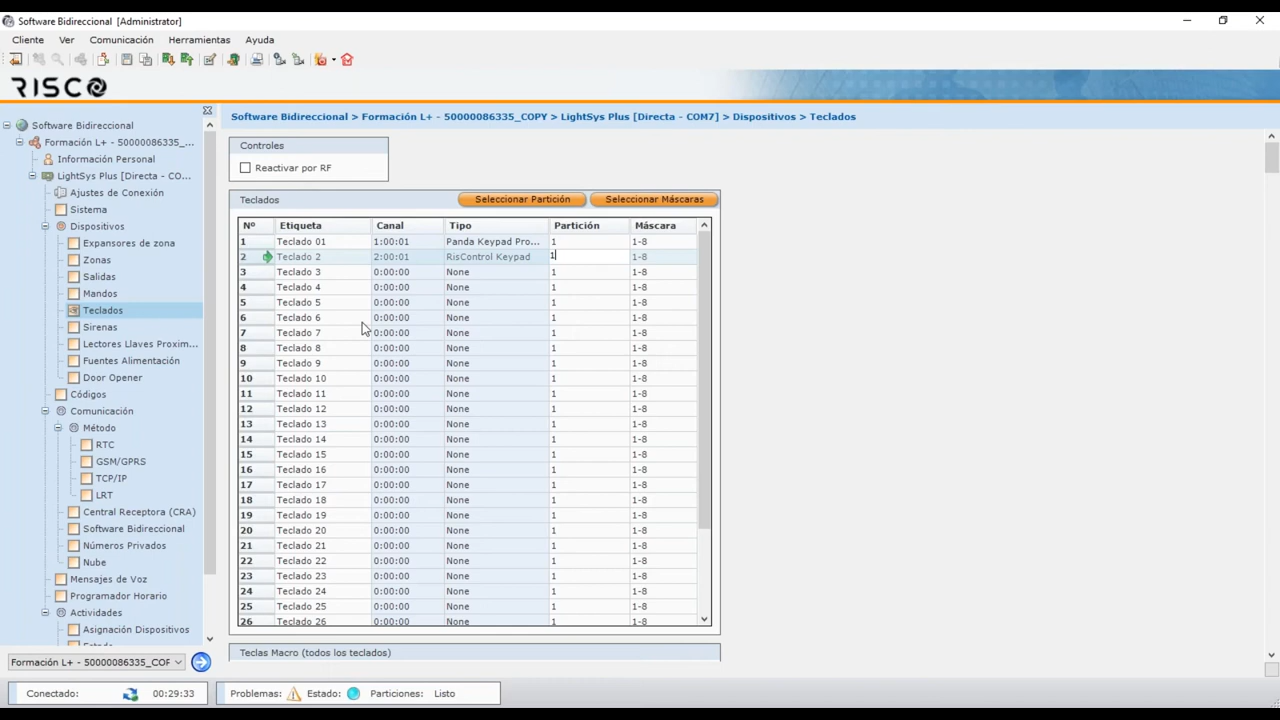 Software Bidireccional [Administrator]
Cliente Ver Comunicación Herramientas Ayuda
RISCO
Software Bidireccional
Formación L+ - 50000086335_...
Información Personal
LightSys Plus [Directa - CO...
Ajustes de Conexión
Sistema
Dispositivos
Expansores de zona
Zonas
Salidas
Mandos
Teclados
Sirenas
Lectores Llaves Proxim...
Fuentes Alimentación
Door Opener
Códigos
Comunicación
Método
RTC
GSM/GPRS
TCP/IP
LRT
Central Receptora (CRA)
Software Bidireccional
Números Privados
Nube
Mensajes de Voz
Programador Horario
Actividades
Asignación Dispositivos
Formación L+ - 50000086335_COP
Software Bidireccional > Formación L+ - 50000086335_COPY > LightSys Plus [Directa - COM7] > Dispositivos > Teclados
Controles
Reactivar por RF
Teclados Seleccionar Partición Seleccionar Máscaras
Nº Etiqueta Canal Tipo Partición Máscara
1 Teclado 01 1:00:01 Panda Keypad Pro... 1 1-8
2 Teclado 2 2:00:01 RisControl Keypad 1 1-8
3 Teclado 3 0:00:00 None 1 1-8
4 Teclado 4 0:00:00 None 1 1-8
5 Teclado 5 0:00:00 None 1 1-8
6 Teclado 6 0:00:00 None 1 1-8
7 Teclado 7 0:00:00 None 1 1-8
8 Teclado 8 0:00:00 None 1 1-8
9 Teclado 9 0:00:00 None 1 1-8
10 Teclado 10 0:00:00 None 1 1-8
11 Teclado 11 0:00:00 None 1 1-8
12 Teclado 12 0:00:00 None 1 1-8
13 Teclado 13 0:00:00 None 1 1-8
14 Teclado 14 0:00:00 None 1 1-8
15 Teclado 15 0:00:00 None 1 1-8
16 Teclado 16 0:00:00 None 1 1-8
17 Teclado 17 0:00:00 None 1 1-8
18 Teclado 18 0:00:00 None 1 1-8
19 Teclado 19 0:00:00 None 1 1-8
20 Teclado 20 0:00:00 None 1 1-8
21 Teclado 21 0:00:00 None 1 1-8
22 Teclado 22 0:00:00 None 1 1-8
23 Teclado 23 0:00:00 None 1 1-8
24 Teclado 24 0:00:00 None 1 1-8
25 Teclado 25 0:00:00 None 1 1-8
26 Teclado 26 0:00:00 None 1 1-8
Teclas Macro (todos los teclados)
Conectado: 00:29:33 Problemas: Estado: Particiones: Listo